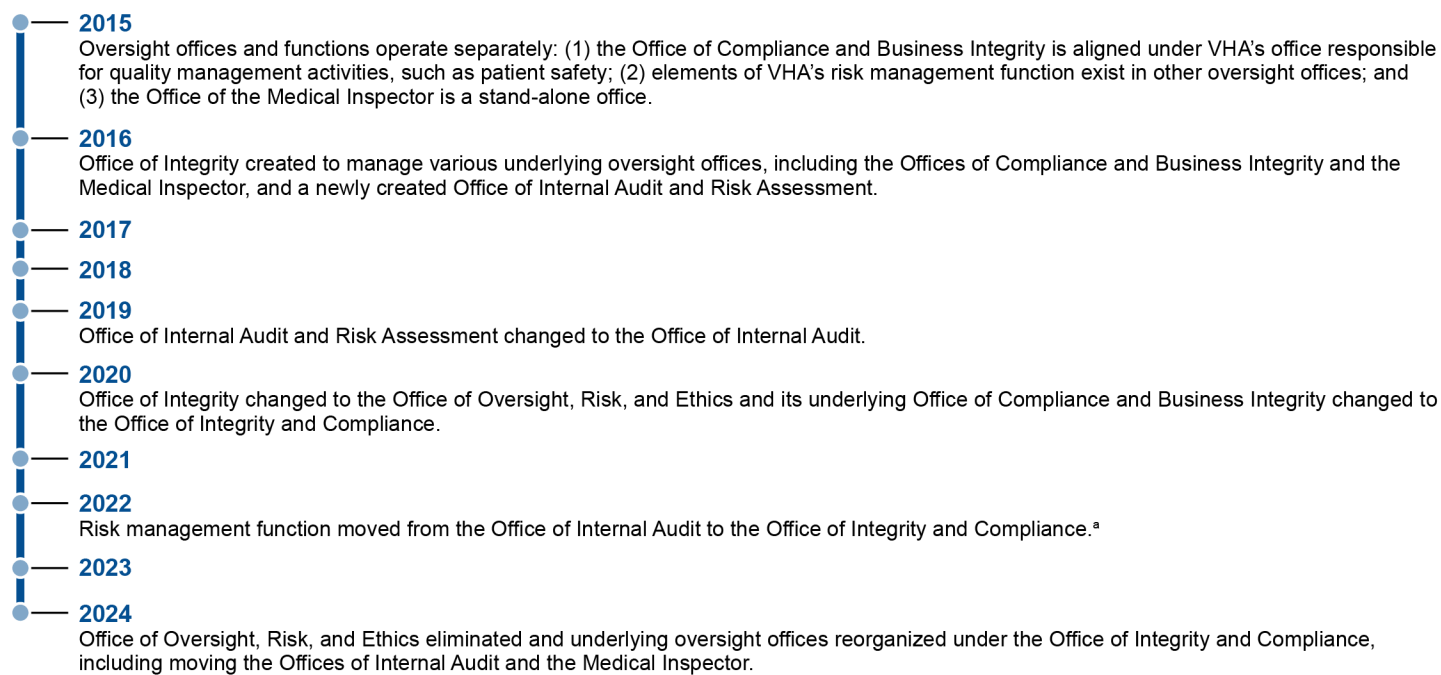 2015
Oversight offices and functions operate separately: (1) the Office of Compliance and Business Integrity is aligned under VHA’s office responsible
for quality management activities, such as patient safety; (2) elements of VHA’s risk management function exist in other oversight offices; and
(3) the Office of the Medical Inspector is a stand-alone office.
2016
Office of Integrity created to manage various underlying oversight offices, including the Offices of Compliance and Business Integrity and the
Medical Inspector, and a newly created Office of Internal Audit and Risk Assessment.
2017
2018
2019
Office of Internal Audit and Risk Assessment changed to the Office of Internal Audit.
2020
Office of Integrity changed to the Office of Oversight, Risk, and Ethics and its underlying Office of Compliance and Business Integrity changed to
the Office of Integrity and Compliance.
2021
2022
Risk management function moved from the Office of Internal Audit to the Office of Integrity and Compliance.ª
2023
2024
Office of Oversight, Risk, and Ethics eliminated and underlying oversight offices reorganized under the Office of Integrity and Compliance,
including moving the Offices of Internal Audit and the Medical Inspector.